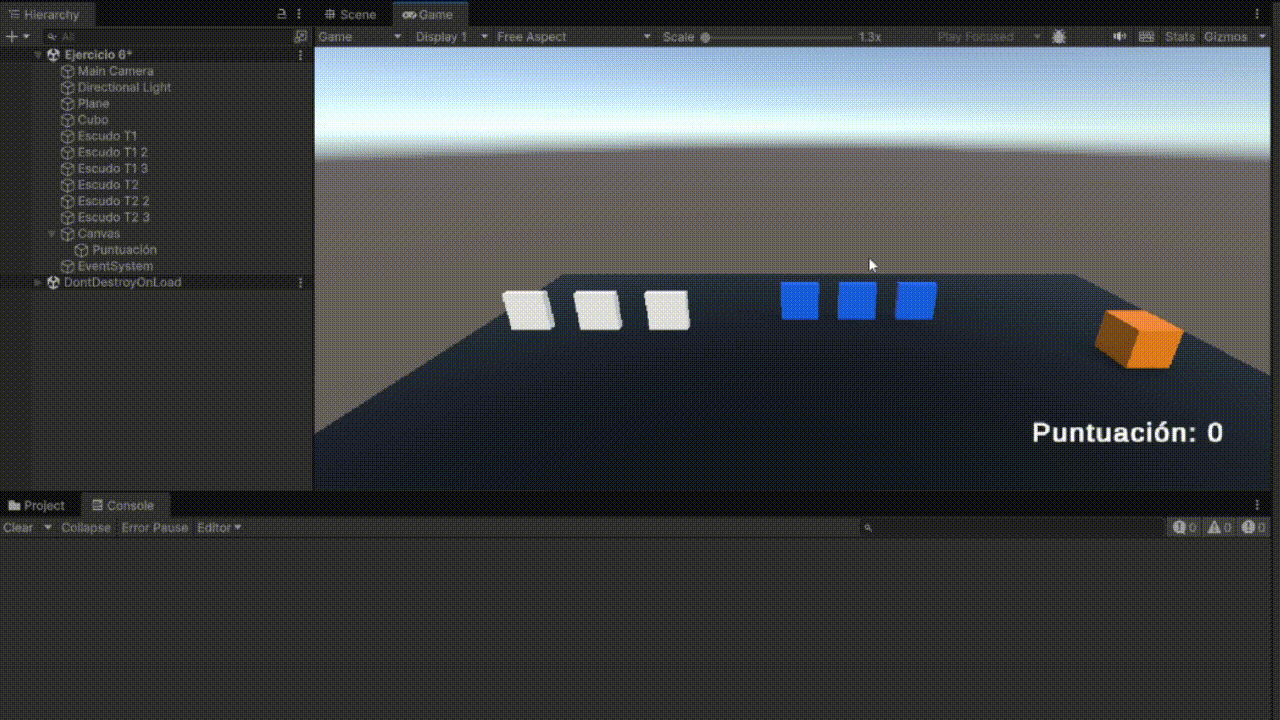 Hierarchy
All
Ejercicio 6*
Main Camera
Directional Light
Plane
Cubo
Escudo T1
Escudo T1 2
Escudo T1 3
Escudo T2
Escudo T2 2
Escudo T2 3
Canvas
Puntuación
EventSystem
DontDestroyOnLoad
Scene Game
Game Display 1 Free Aspect Scale 1.3x Play Focused Stats Gizmos
Puntuación: 0
Project Console
Clear Collapse Error Pause Editor 0 0 0